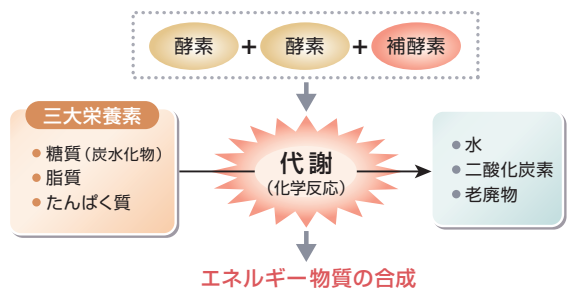 酵素 + 酵素 + 補酵素
三大栄養素
● 糖質（炭水化物）
● 脂質
● たんぱく質
代謝
（化学反応）
● 水
● 二酸化炭素
● 老廃物
エネルギー物質の合成